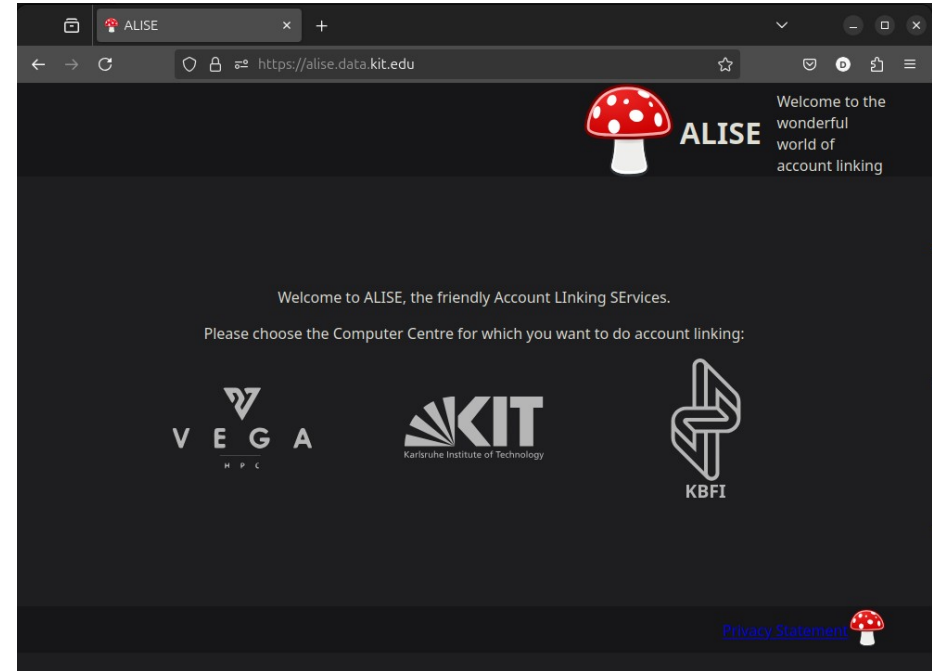 ALISE
https://alise.data.kit.edu
D
ALISE
Welcome to the
wonderful
world of
account linking
Welcome to ALISE, the friendly Account LInking SErvices.
Please choose the Computer Centre for which you want to do account linking:
VEGA
HPC
KIT
Karlsruhe Institute of Technology
KBFI
Privacy Statement